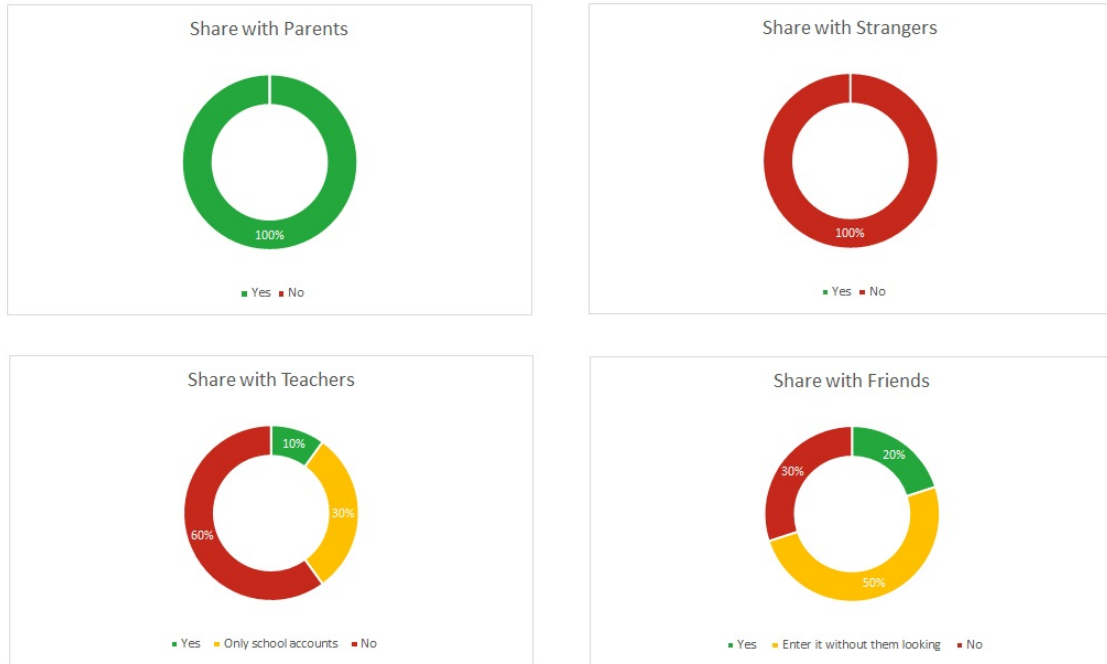 Share with Parents
100%
Yes No
Share with Strangers
100%
Yes No
Share with Teachers
10%
30%
60%
Yes Only school accounts No
Share with Friends
20%
30%
50%
Yes Enter it without them looking No